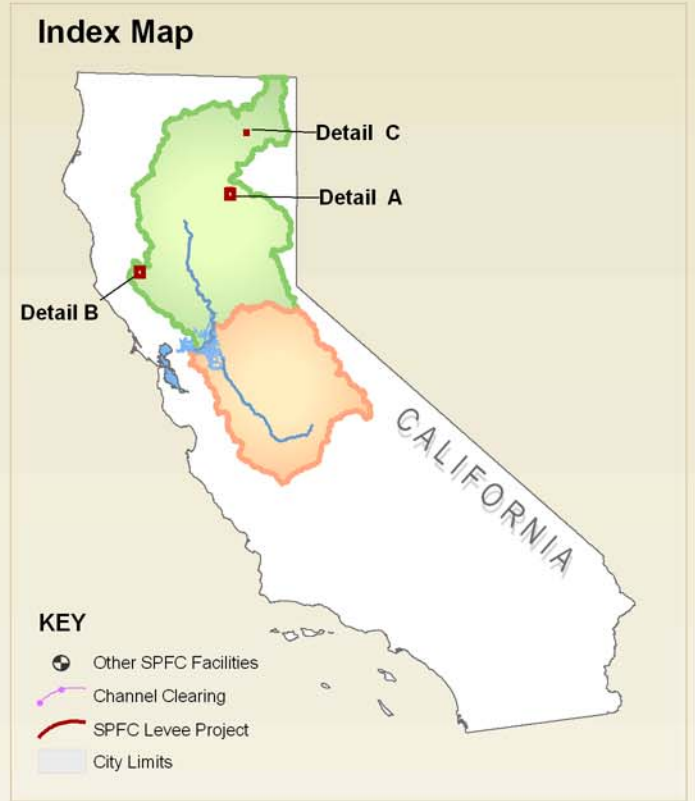 Index Map
Detail C
Detail A
Detail B
CALIFORNIA
KEY
Other SPFC Facilities
Channel Clearing
SPFC Levee Project
City Limits